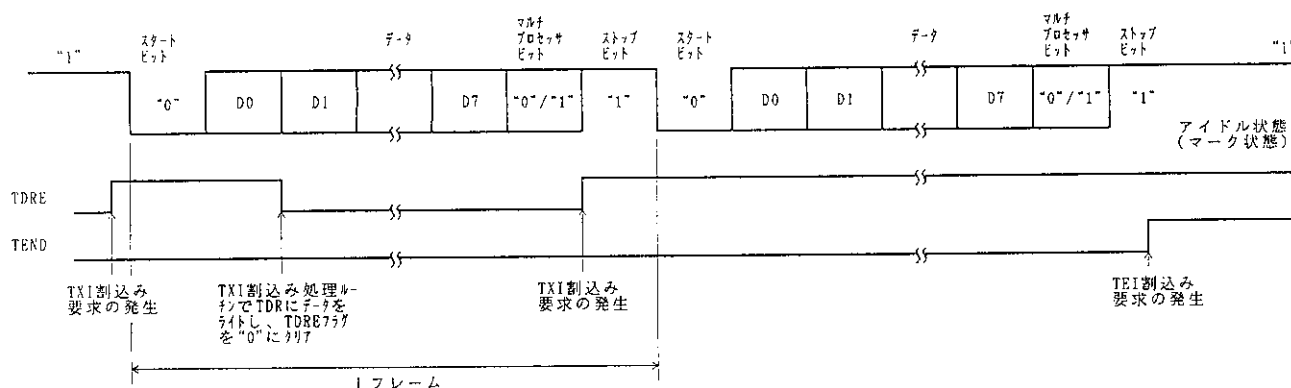 "1"
スタート
ビット
データ
マルチ
プロセッサ
ビット
ストップ
ビット
スタート
ビット
データ
マルチ
プロセッサ
ビット
ストップ
ビット
"1"
"0"
D0
D1
D7
"0"/"1"
"1"
"0"
D0
D1
D7
"0"/"1"
"1"
アイドル状態
(マーク状態)
TDRE
TEND
TXI割込み
要求の発生
TXI割込み処理ルー
チンでTDRにデータを
ライトし、TDREフラグ
を"0"にクリア
TXI割込み
要求の発生
TEI割込み
要求の発生
1フレーム